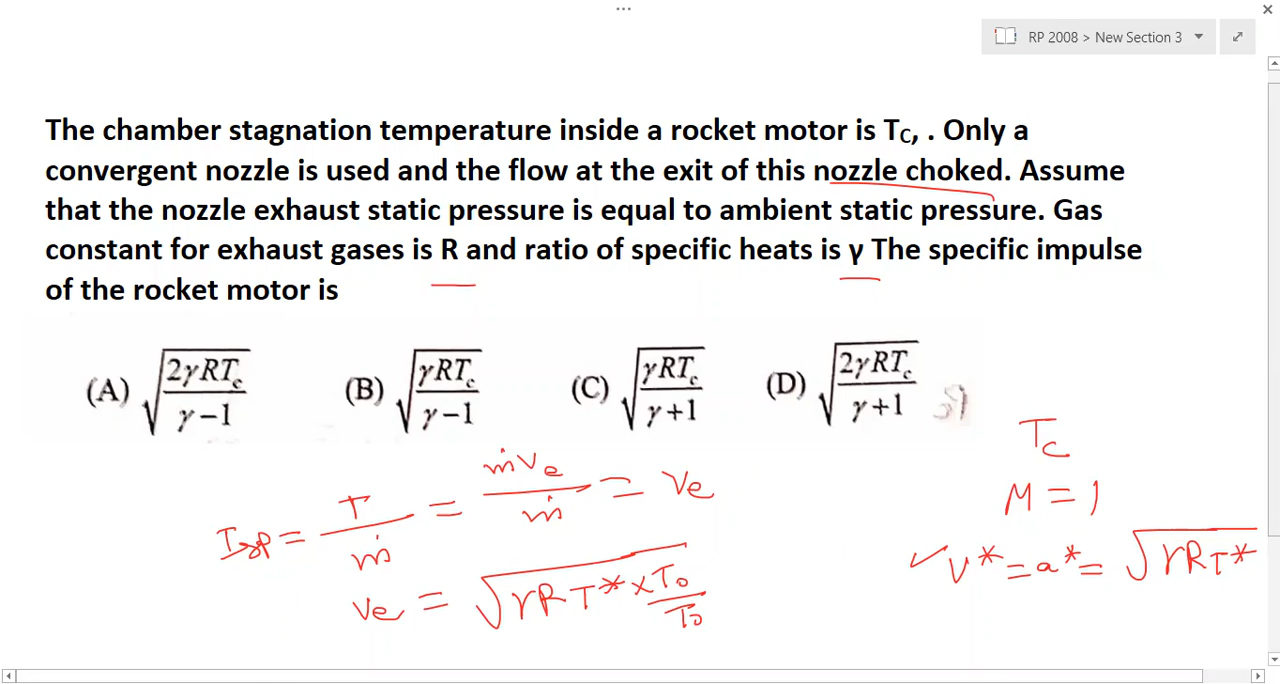 ...
×
RP 2008 > New Section 3
The chamber stagnation temperature inside a rocket motor is T_C, . Only a
convergent nozzle is used and the flow at the exit of this nozzle choked. Assume
that the nozzle exhaust static pressure is equal to ambient static pressure. Gas
constant for exhaust gases is R and ratio of specific heats is γ The specific impulse
of the rocket motor is
(A) √(2γRT_c/(γ−1)) (B) √(γRT_c/(γ−1)) (C) √(γRT_c/(γ+1)) (D) √(2γRT_c/(γ+1))
T_C
I_SP = T/ṁ = ṁV_e/ṁ = V_e
M = 1
✓ V* = a* = √(γRT*)
V_e = √(γRT* × T_0/T_0)